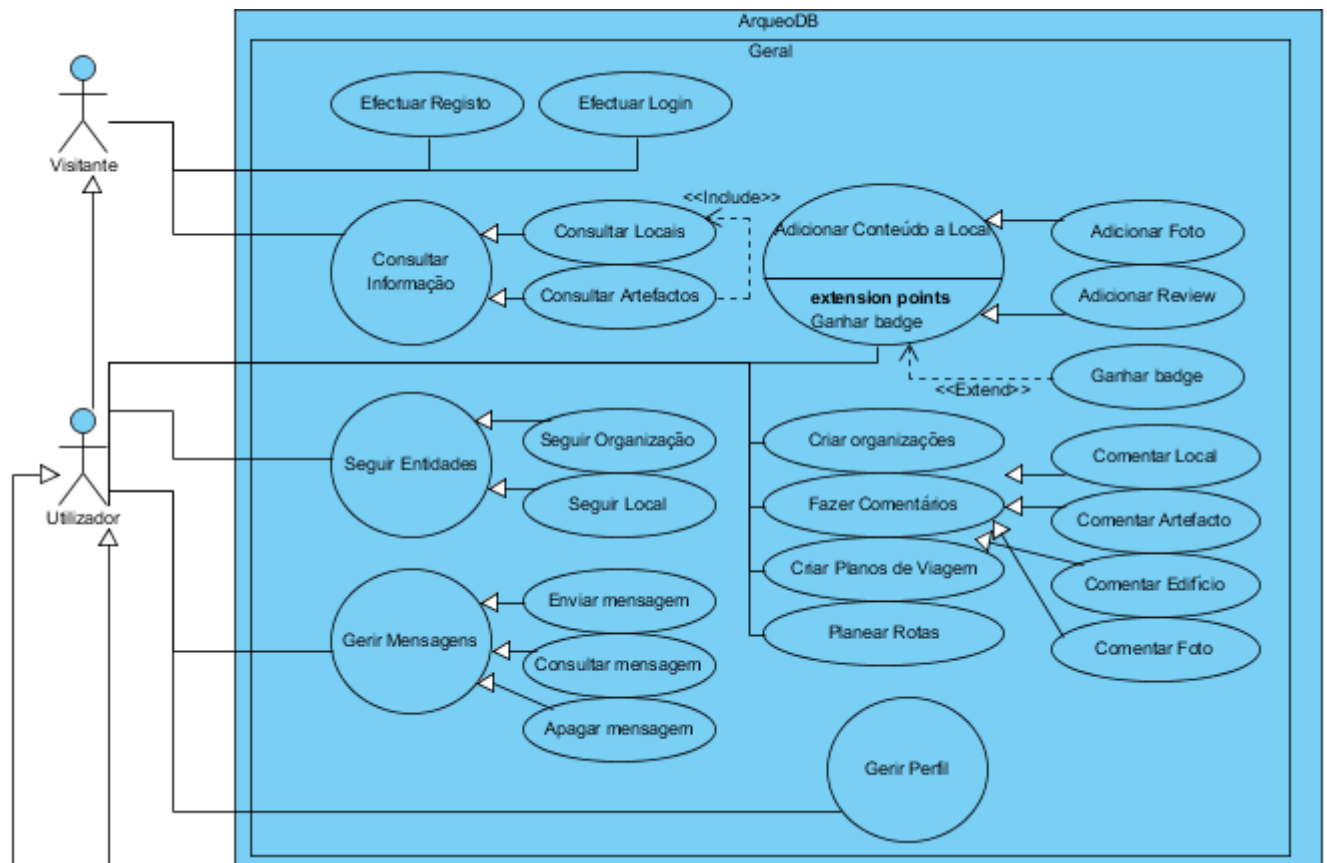 ArqueoDB
Geral
Visitante
Efectuar Registo
Efectuar Login
<<Include>>
Consultar
Informação
Consultar Locais
Consultar Artefactos
Adicionar Conteúdo a Local
extension points
Ganhar badge
Adicionar Foto
Adicionar Review
Ganhar badge
<<Extend>>
Utilizador
Seguir Entidades
Seguir Organização
Seguir Local
Criar organizações
Fazer Comentários
Criar Planos de Viagem
Planear Rotas
Comentar Local
Comentar Artefacto
Comentar Edifício
Comentar Foto
Gerir Mensagens
Enviar mensagem
Consultar mensagem
Apagar mensagem
Gerir Perfil